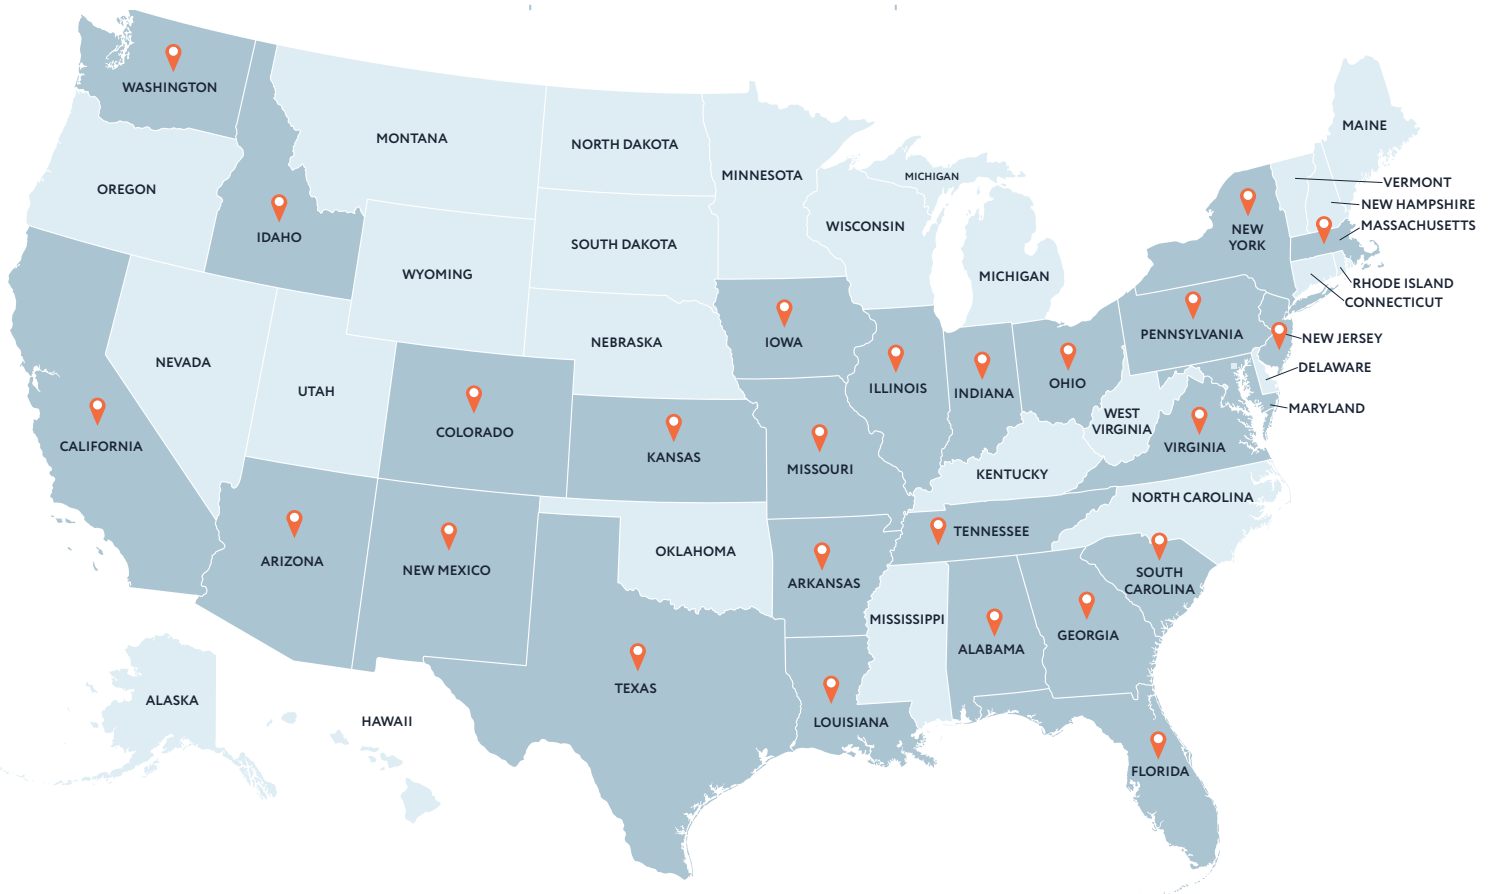 WASHINGTON
MONTANA
NORTH DAKOTA
MINNESOTA
MICHIGAN
MAINE
VERMONT
NEW HAMPSHIRE
MASSACHUSETTS
OREGON
IDAHO
WYOMING
SOUTH DAKOTA
WISCONSIN
MICHIGAN
NEW
YORK
RHODE ISLAND
CONNECTICUT
NEVADA
UTAH
NEBRASKA
IOWA
ILLINOIS
INDIANA
OHIO
PENNSYLVANIA
NEW JERSEY
DELAWARE
MARYLAND
CALIFORNIA
COLORADO
KANSAS
MISSOURI
KENTUCKY
WEST
VIRGINIA
VIRGINIA
ARIZONA
NEW MEXICO
OKLAHOMA
ARKANSAS
TENNESSEE
NORTH CAROLINA
SOUTH
CAROLINA
MISSISSIPPI
ALABAMA
GEORGIA
ALASKA
HAWAII
TEXAS
LOUISIANA
FLORIDA